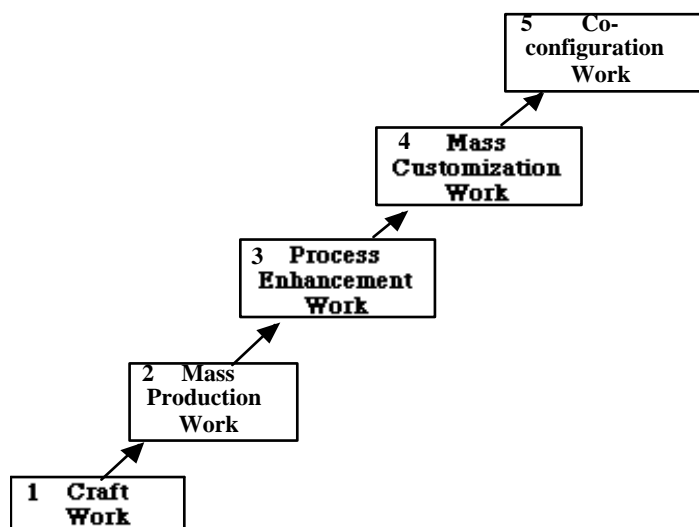 5 Co-
configuration
Work
4 Mass
Customization
Work
3 Process
Enhancement
Work
2 Mass
Production
Work
1 Craft
Work